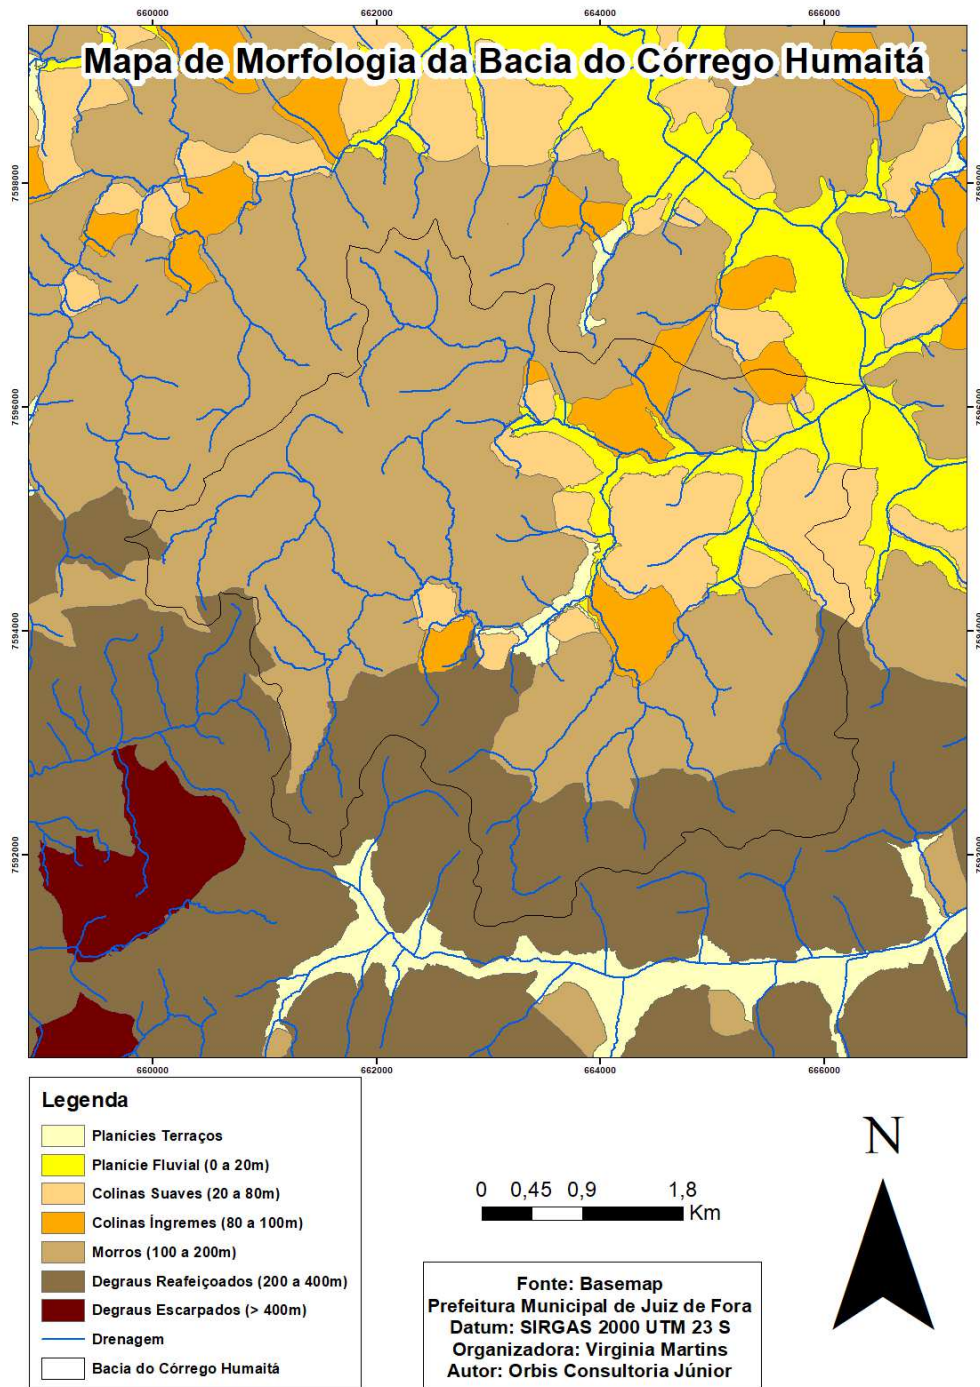 660000 662000 664000 666000
Mapa de Morfologia da Bacia do Córrego Humaitá
7598000 7598000
7596000 7596000
7594000 7594000
7592000 7592000
660000 662000 664000 666000
Legenda
Planícies Terraços
Planície Fluvial (0 a 20m)
Colinas Suaves (20 a 80m)
Colinas Íngremes (80 a 100m)
Morros (100 a 200m)
Degraus Reafeiçoados (200 a 400m)
Degraus Escarpados (> 400m)
Drenagem
Bacia do Córrego Humaitá
0 0,45 0,9 1,8
Km
Fonte: Basemap
Prefeitura Municipal de Juiz de Fora
Datum: SIRGAS 2000 UTM 23 S
Organizadora: Virginia Martins
Autor: Orbis Consultoria Júnior
N